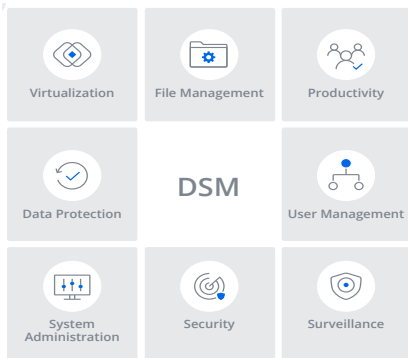 Virtualization
File Management
Productivity
Data Protection
DSM
User Management
System
Administration
Security
Surveillance